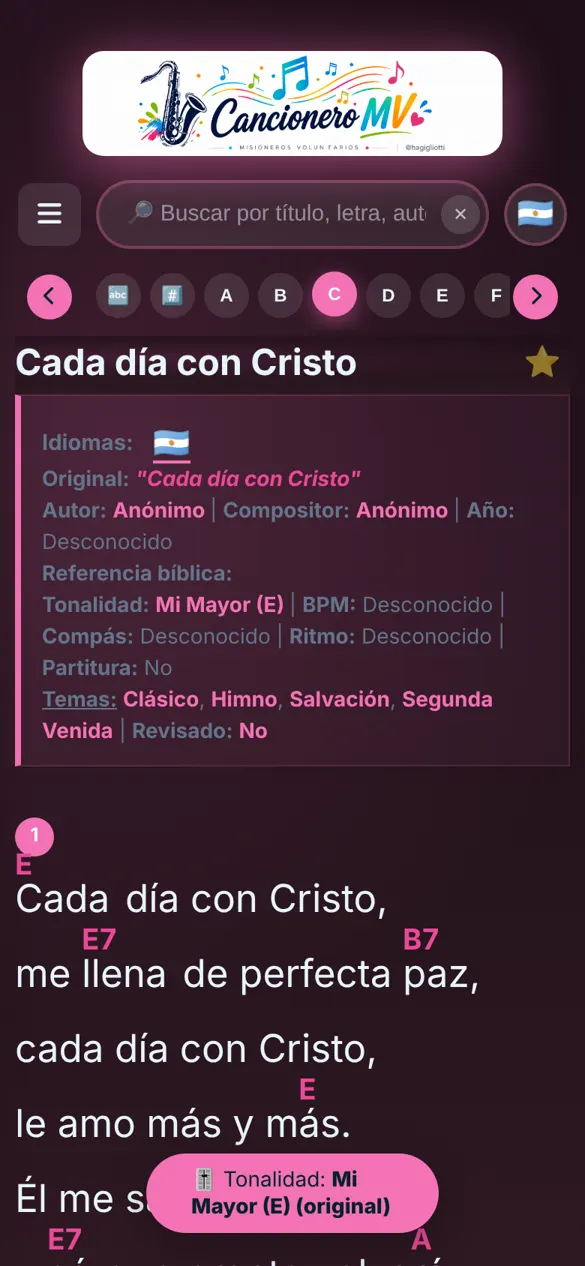 Cancionero MV
MISIONEROS VOLUNTARIOS
@hagigliotti
Buscar por título, letra, aut
abc # A B C D E F
Cada día con Cristo
Idiomas:
Original: "Cada día con Cristo"
Autor: Anónimo | Compositor: Anónimo | Año:
Desconocido
Referencia bíblica:
Tonalidad: Mi Mayor (E) | BPM: Desconocido |
Compás: Desconocido | Ritmo: Desconocido |
Partitura: No
Temas: Clásico, Himno, Salvación, Segunda
Venida | Revisado: No
1
E
Cada día con Cristo,
E7 B7
me llena de perfecta paz,
cada día con Cristo,
E
le amo más y más.
Él me
Tonalidad: Mi
Mayor (E) (original)
E7 A